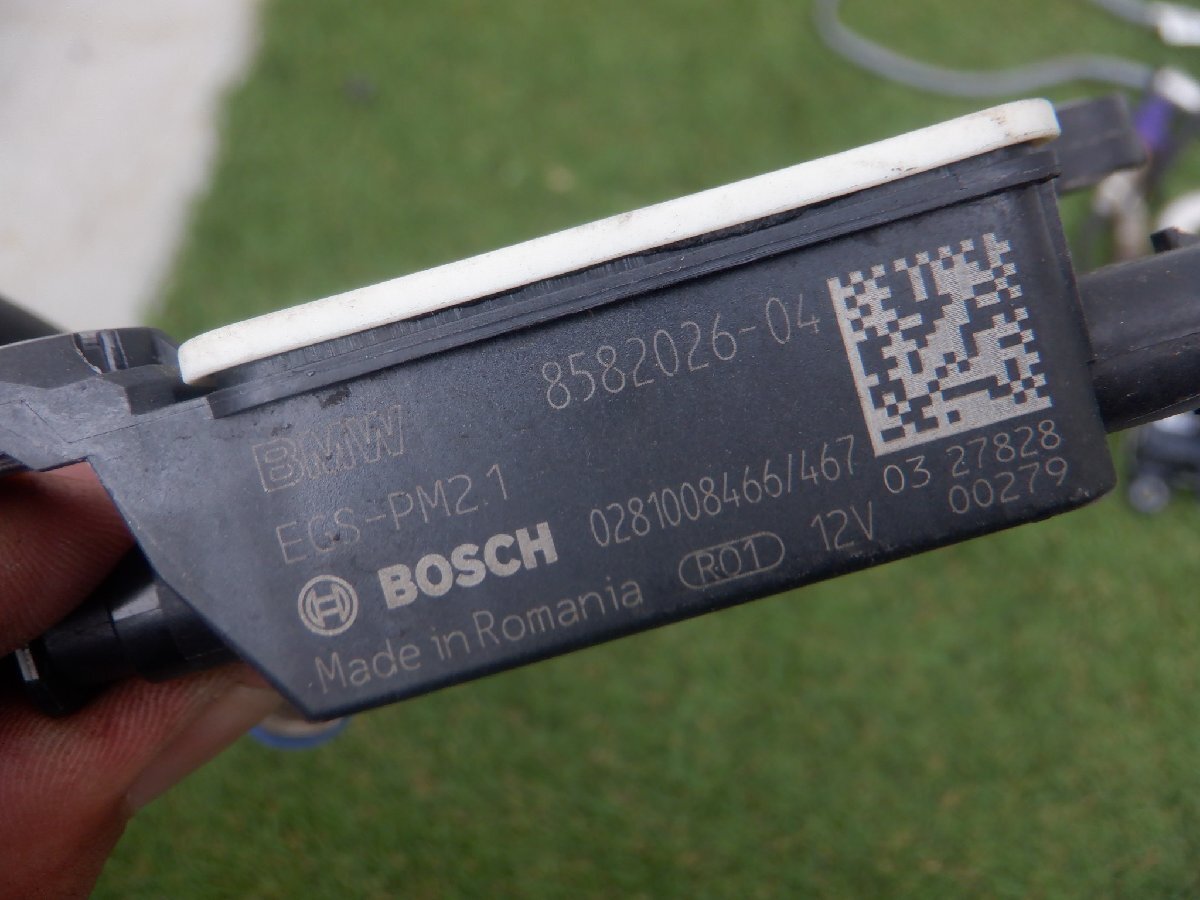 8582026-04
BMW
ECS-PM2.1
0281008466/467
03 27828
00279
BOSCH
R01
12V
Made in Romania